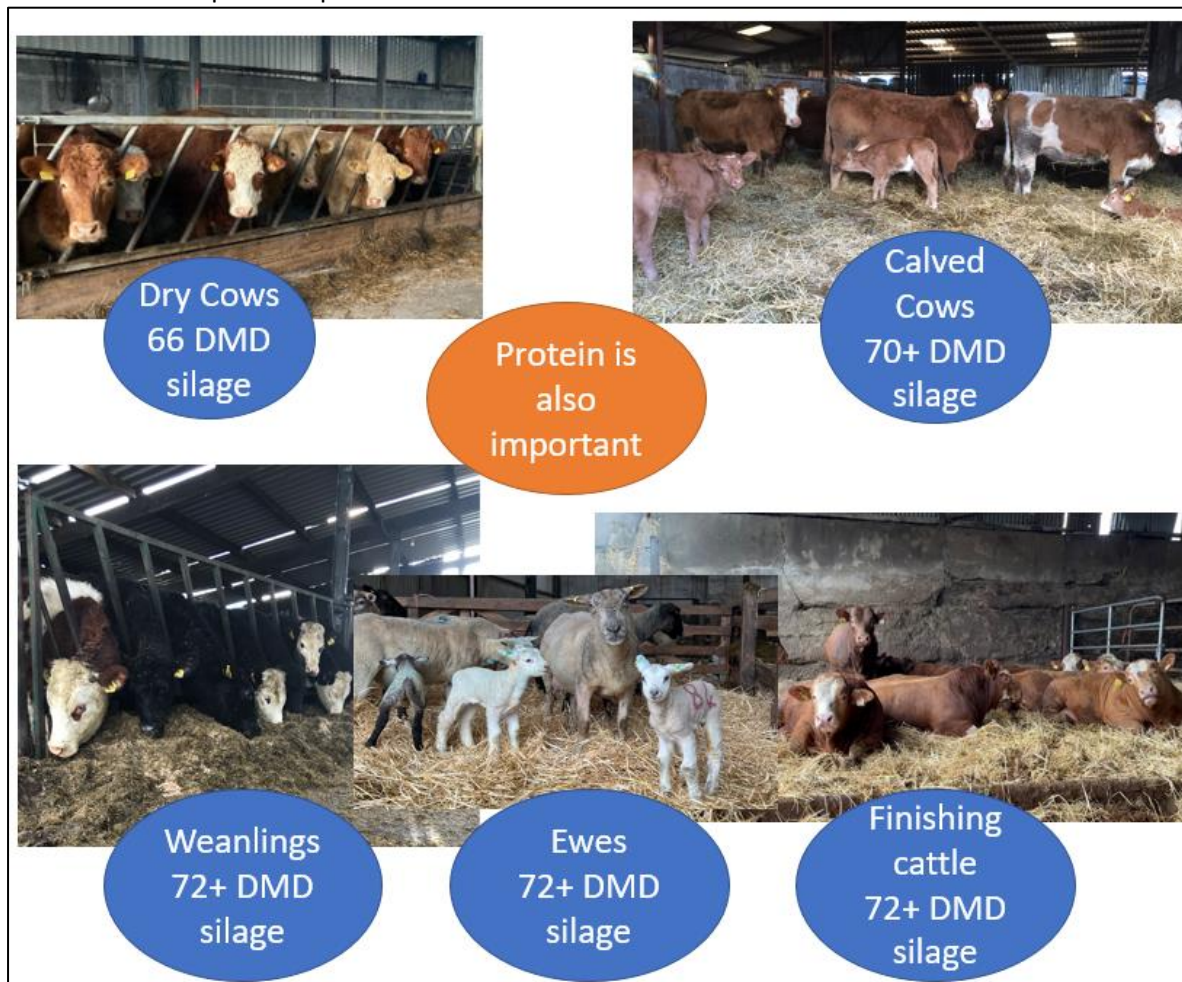 Dry Cows
66 DMD
silage
Calved
Cows
70+ DMD
silage
Protein is
also
important
Weanlings
72+ DMD
silage
Ewes
72+ DMD
silage
Finishing
cattle
72+ DMD
silage